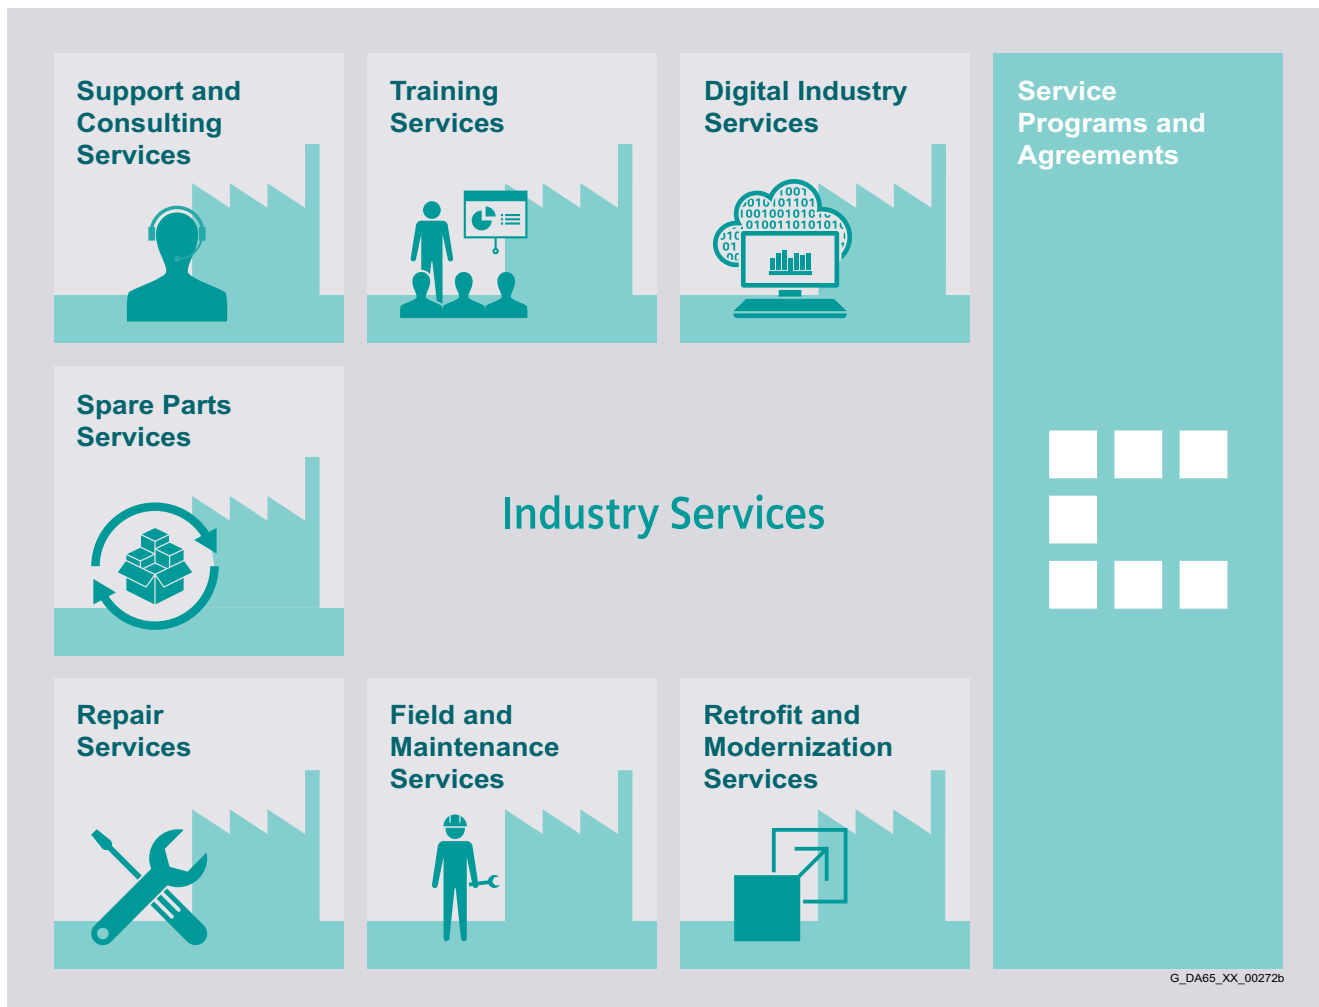 Support and
Consulting
Services
Training
Services
Digital Industry
Services
Service
Programs and
Agreements
Spare Parts
Services
Industry Services
Repair
Services
Field and
Maintenance
Services
Retrofit and
Modernization
Services
G_DA65_XX_00272b